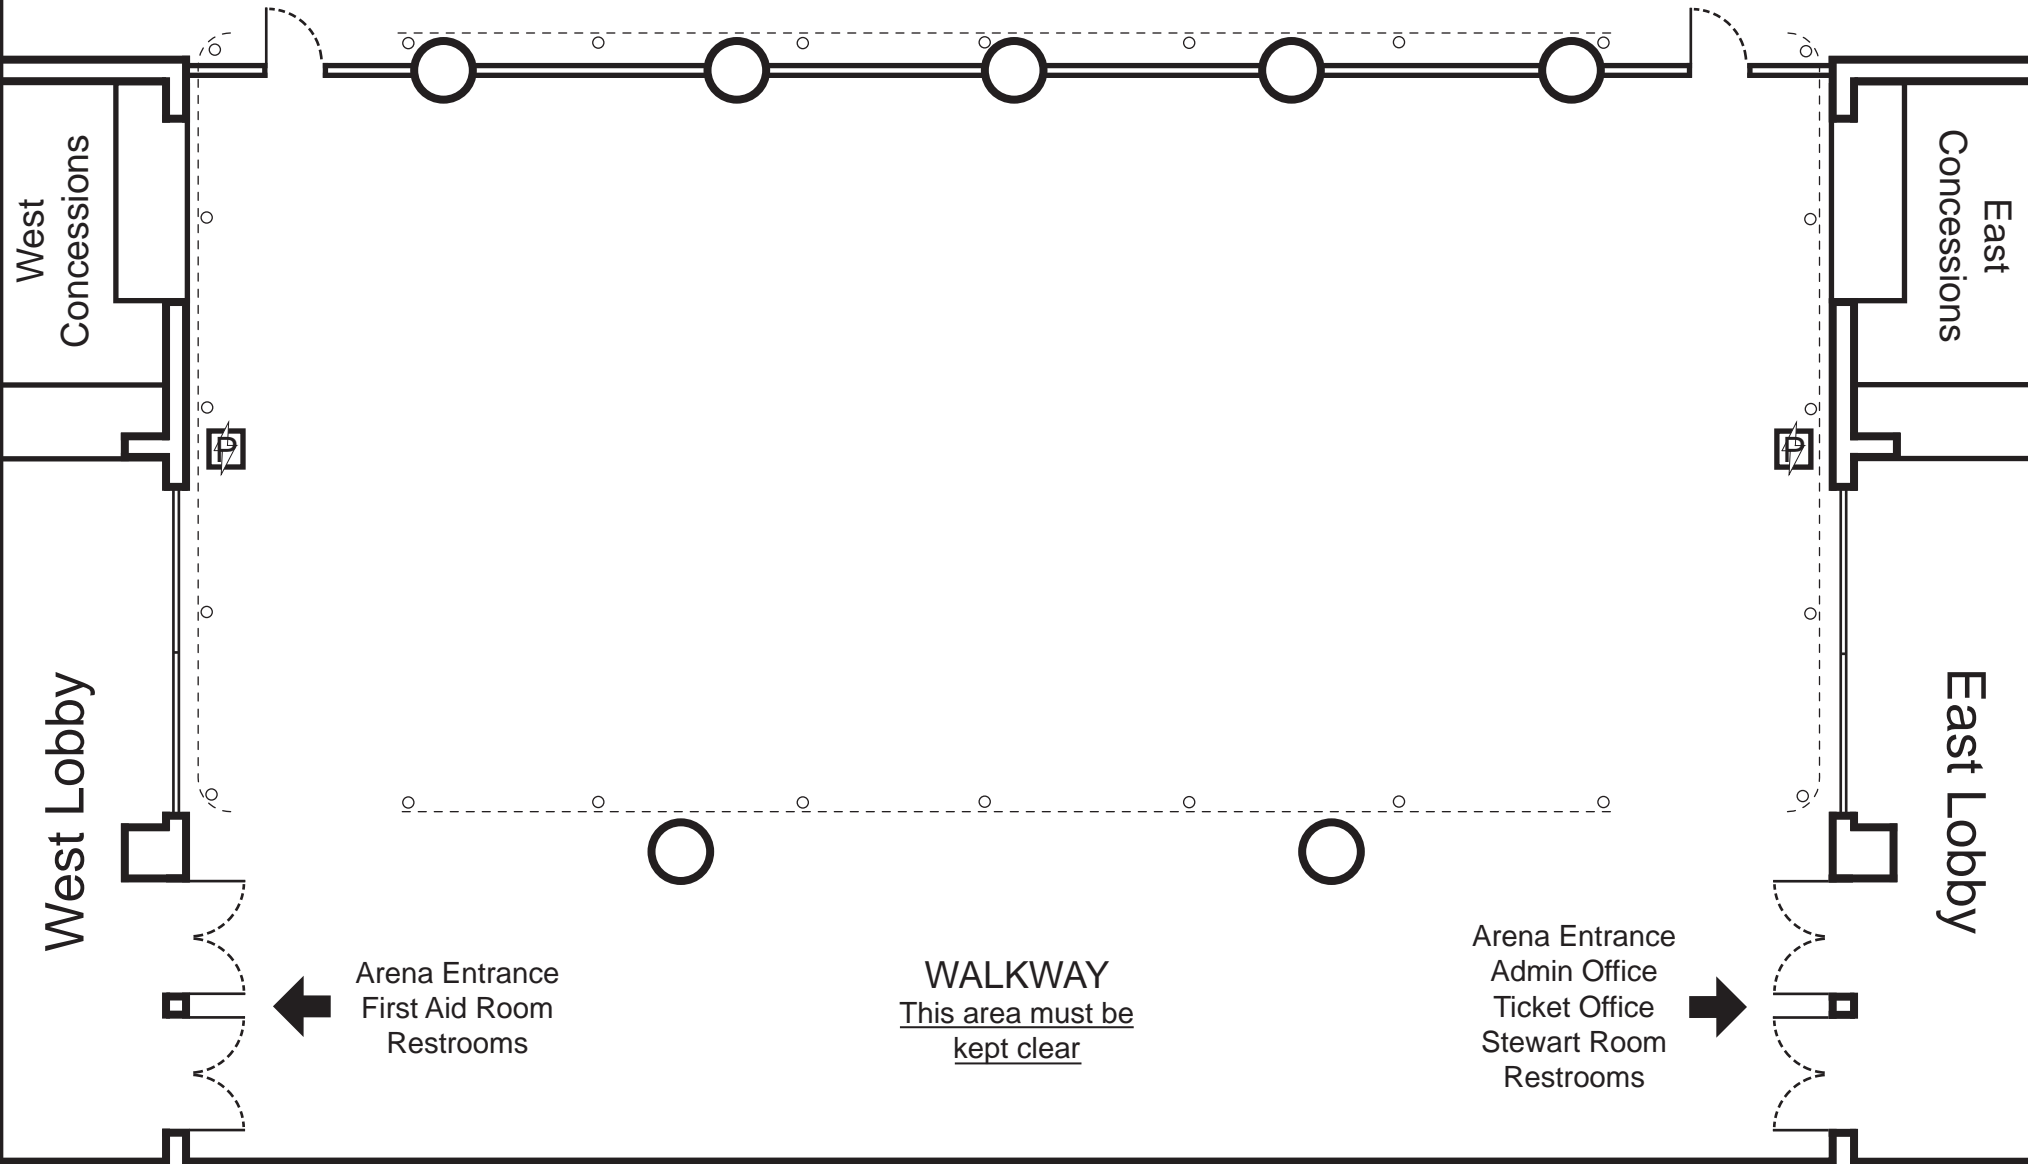 West
Concessions
East
Concessions
P
P
West Lobby
East Lobby
Arena Entrance
First Aid Room
Restrooms
WALKWAY
This area must be
kept clear
Arena Entrance
Admin Office
Ticket Office
Stewart Room
Restrooms